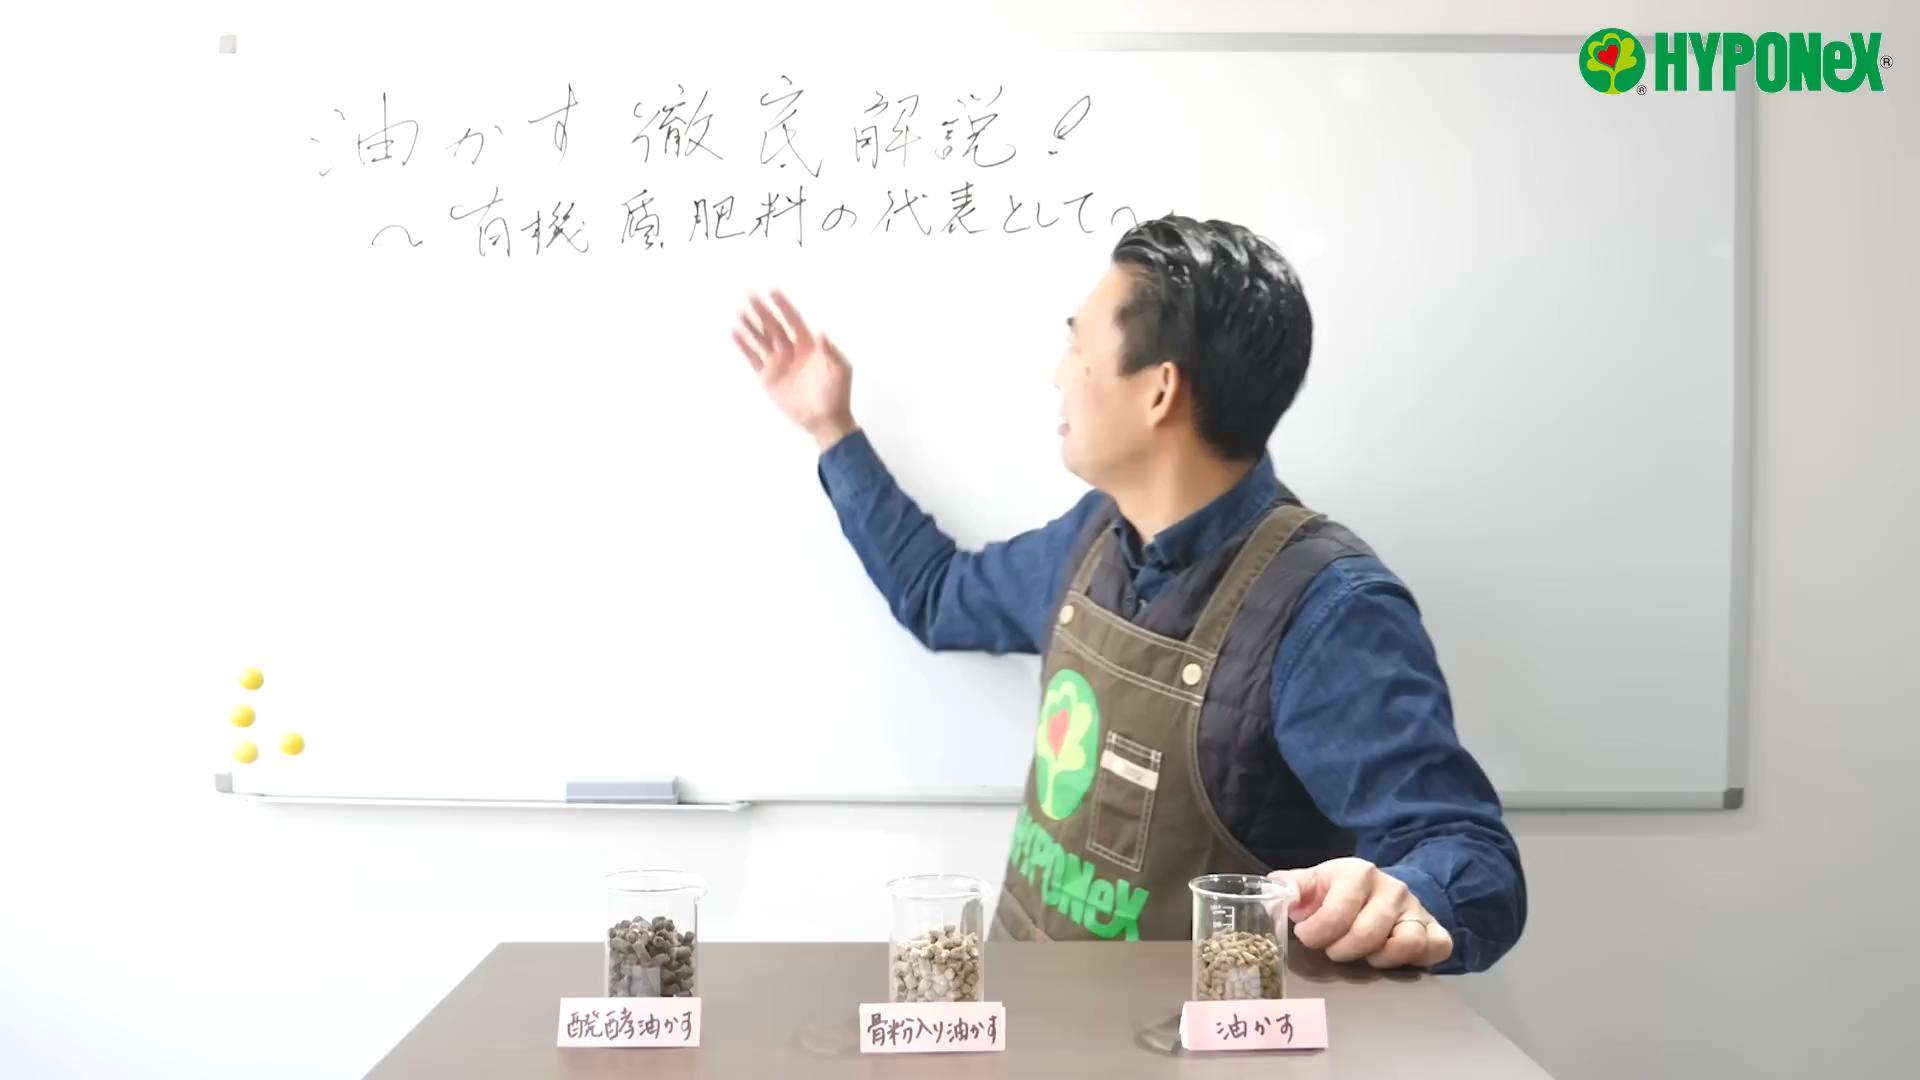 HYPONeX
油かす徹底解説!
〜有機質肥料の代表として〜
HYPONeX
醗酵油かす
骨粉入り油かす
油かす